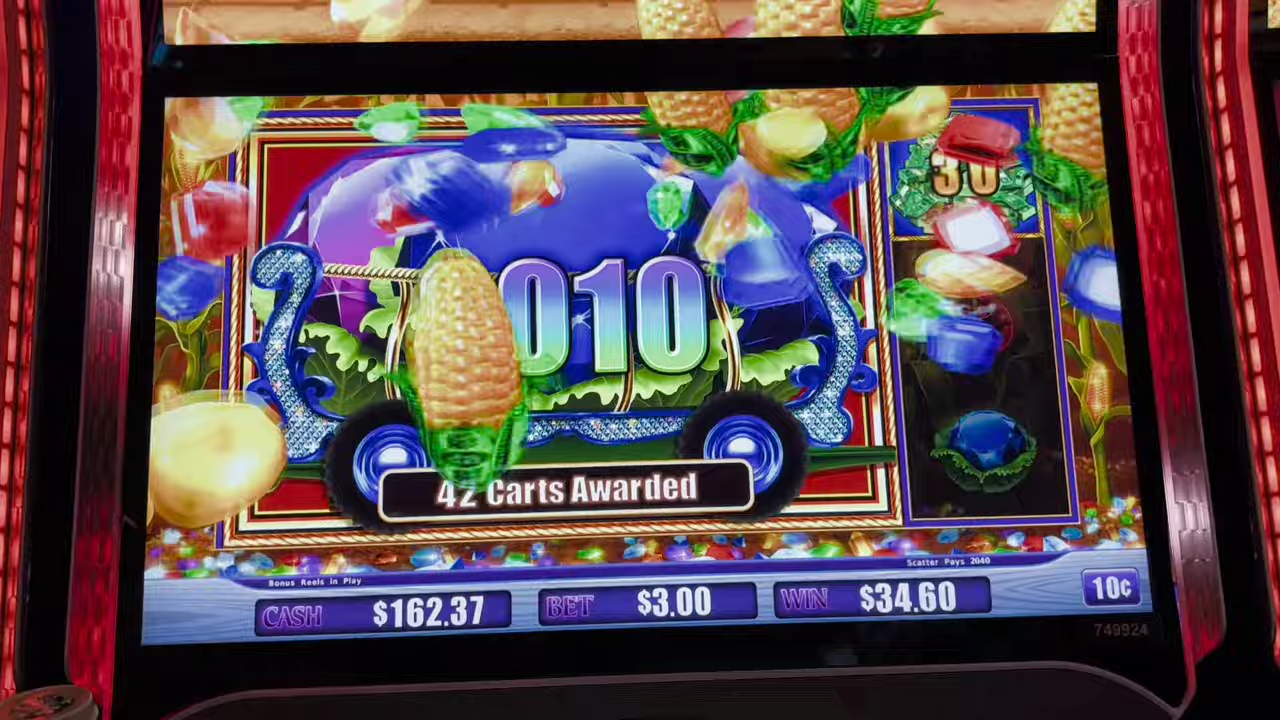 30
010
42 Carts Awarded
Scatter Pays 2040
Bonus Reels in Play
CASH $162.37
BET $3.00
WIN $34.60
10¢
749924